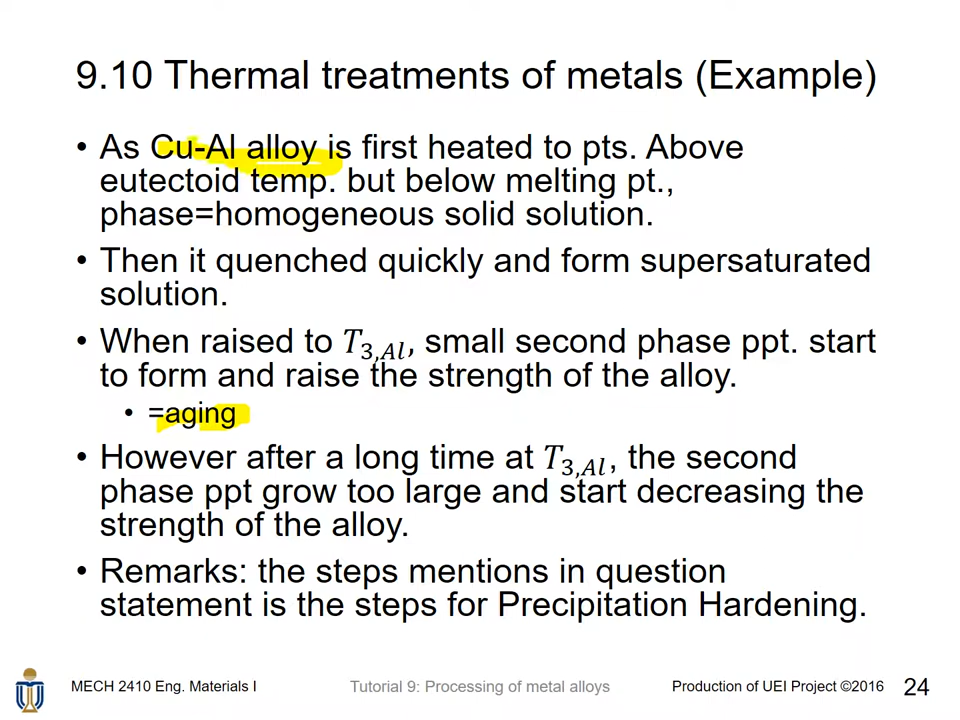 9.10 Thermal treatments of metals (Example)
• As Cu-Al alloy is first heated to pts. Above
eutectoid temp. but below melting pt.,
phase=homogeneous solid solution.
• Then it quenched quickly and form supersaturated
solution.
• When raised to T3,Al, small second phase ppt. start
to form and raise the strength of the alloy.
• =aging
• However after a long time at T3,Al, the second
phase ppt grow too large and start decreasing the
strength of the alloy.
• Remarks: the steps mentions in question
statement is the steps for Precipitation Hardening.
MECH 2410 Eng. Materials I Tutorial 9: Processing of metal alloys Production of UEI Project ©2016 24